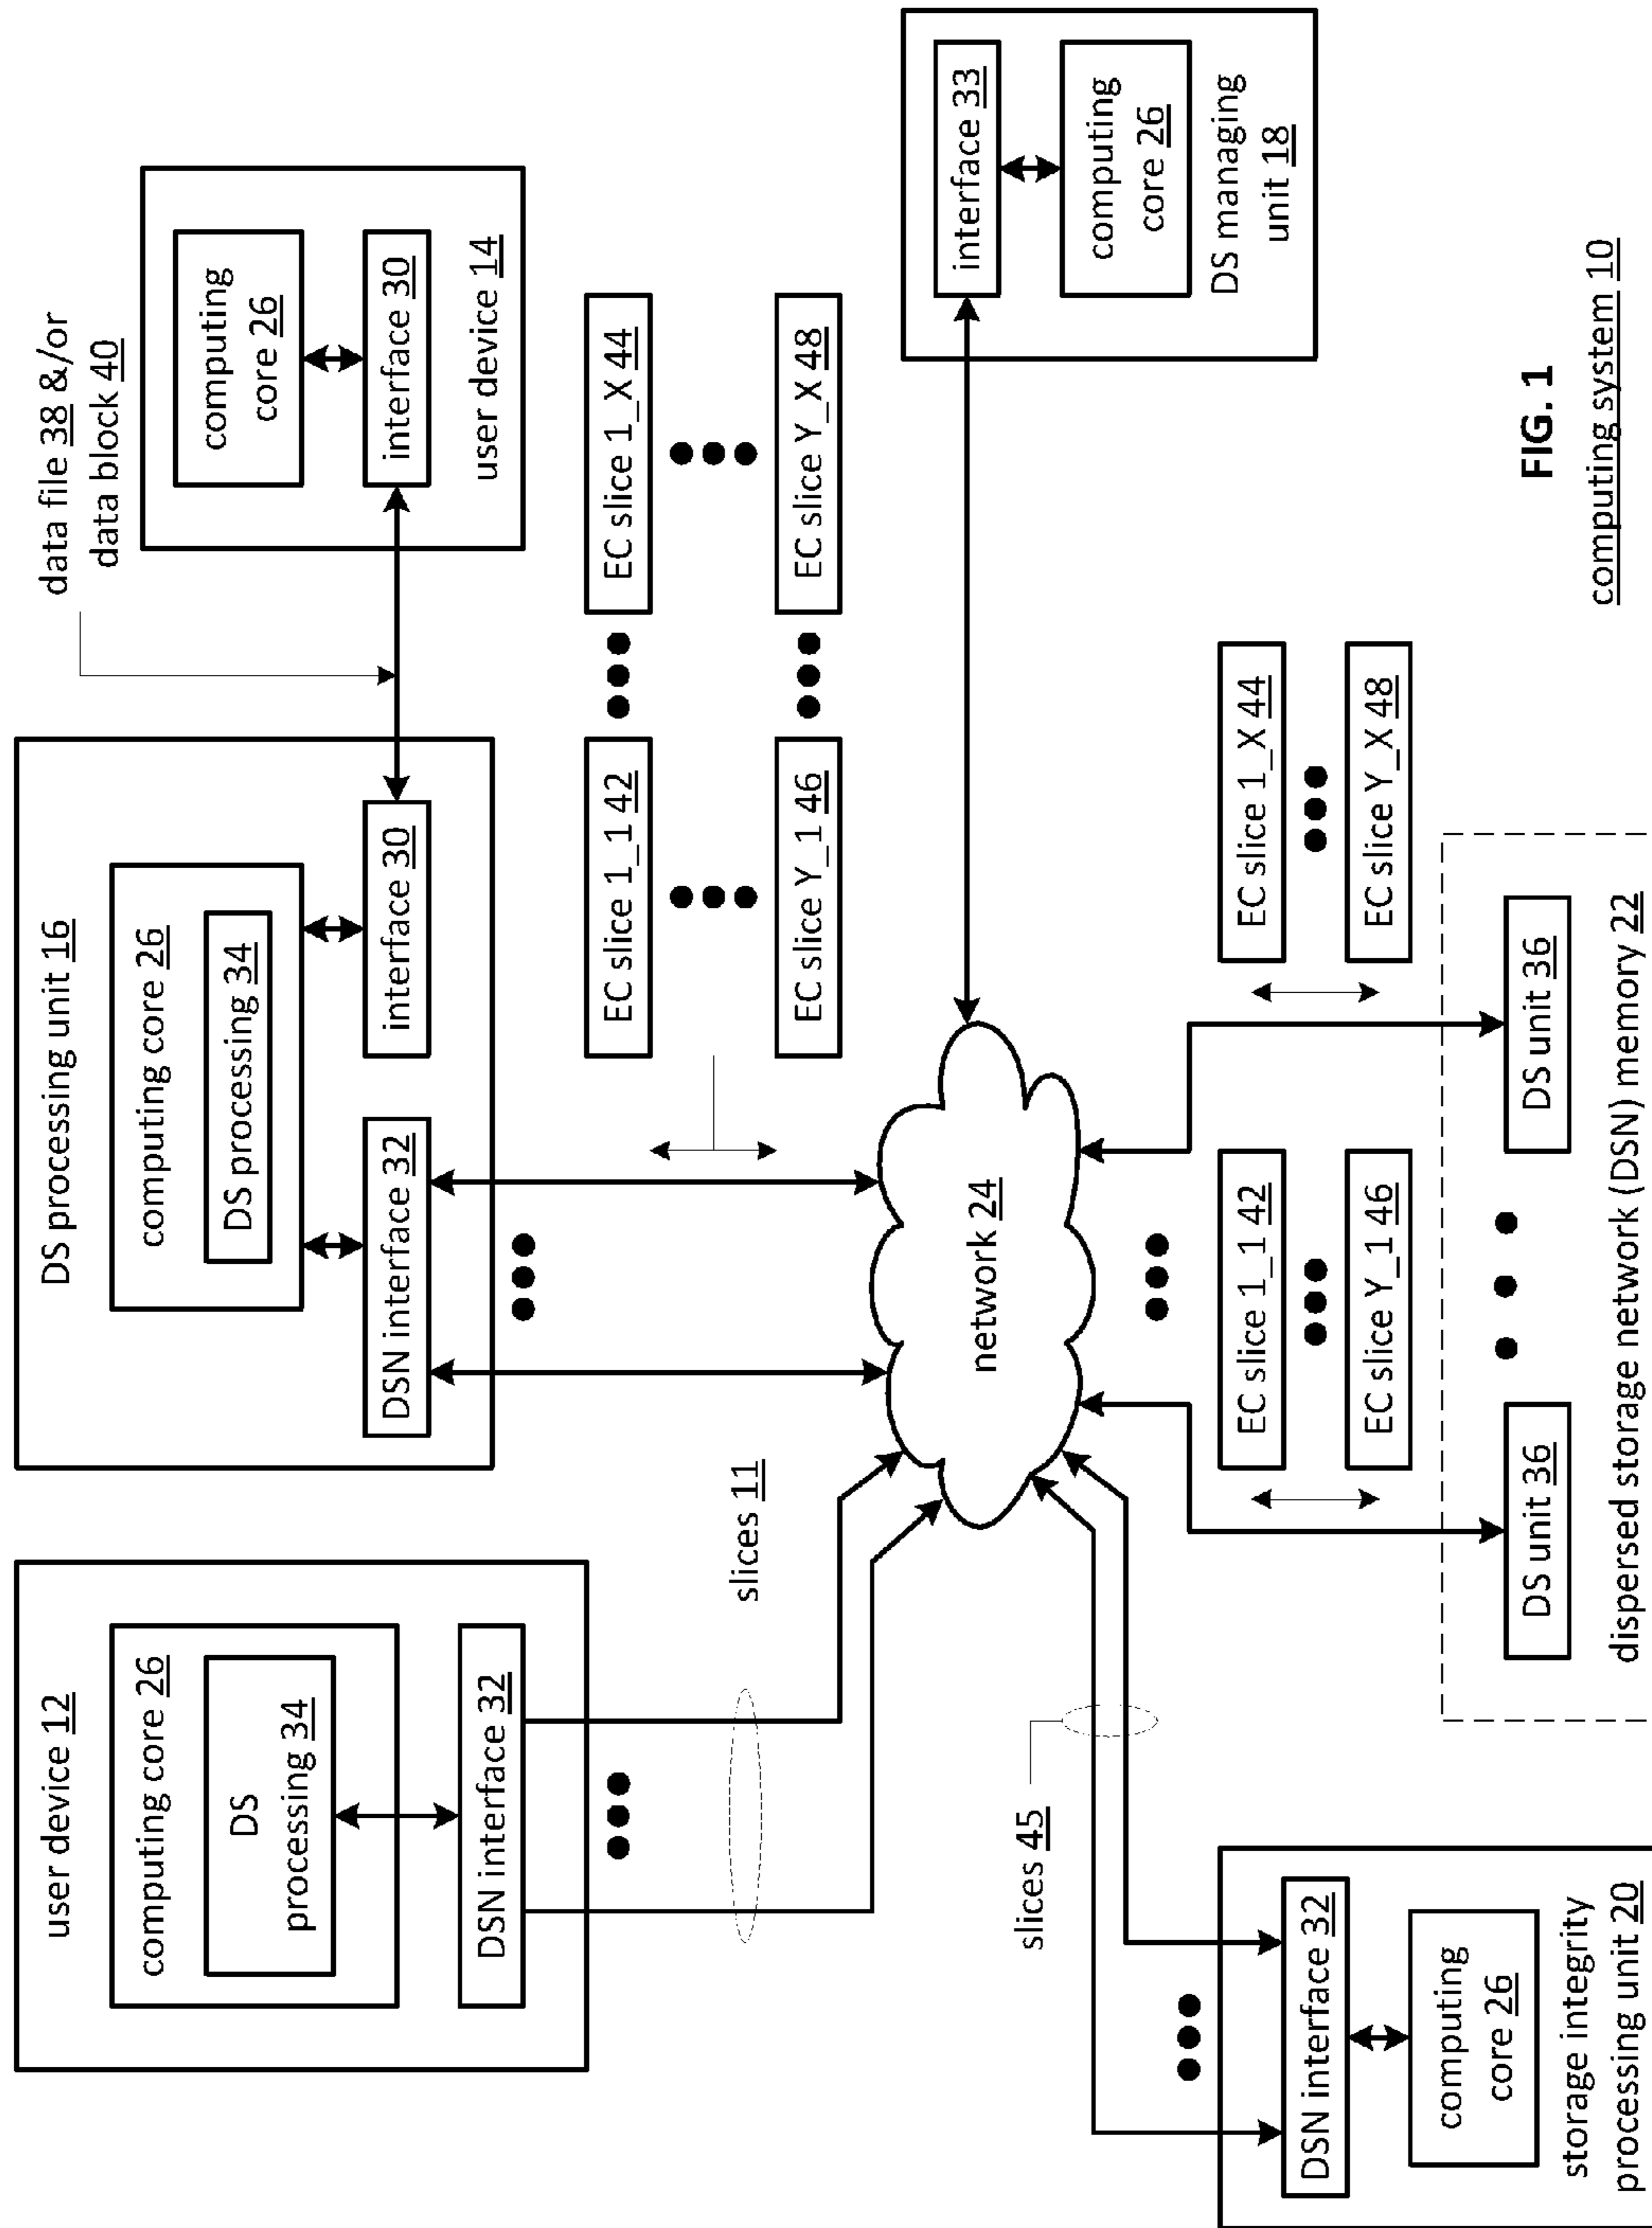 user device 12
computing core 26
DS
processing 34
DSN interface 32
slices 11
DS processing unit 16
computing core 26
DS processing 34
DSN interface 32
interface 30
data file 38 &/or
data block 40
computing
core 26
interface 30
user device 14
EC slice 1_1 42
EC slice 1_X 44
EC slice Y_1 46
EC slice Y_X 48
network 24
interface 33
computing
core 26
DS managing
unit 18
slices 45
DSN interface 32
computing
core 26
storage integrity
processing unit 20
EC slice 1_1 42
EC slice Y_1 46
EC slice 1_X 44
EC slice Y_X 48
DS unit 36
DS unit 36
dispersed storage network (DSN) memory 22
FIG. 1
computing system 10